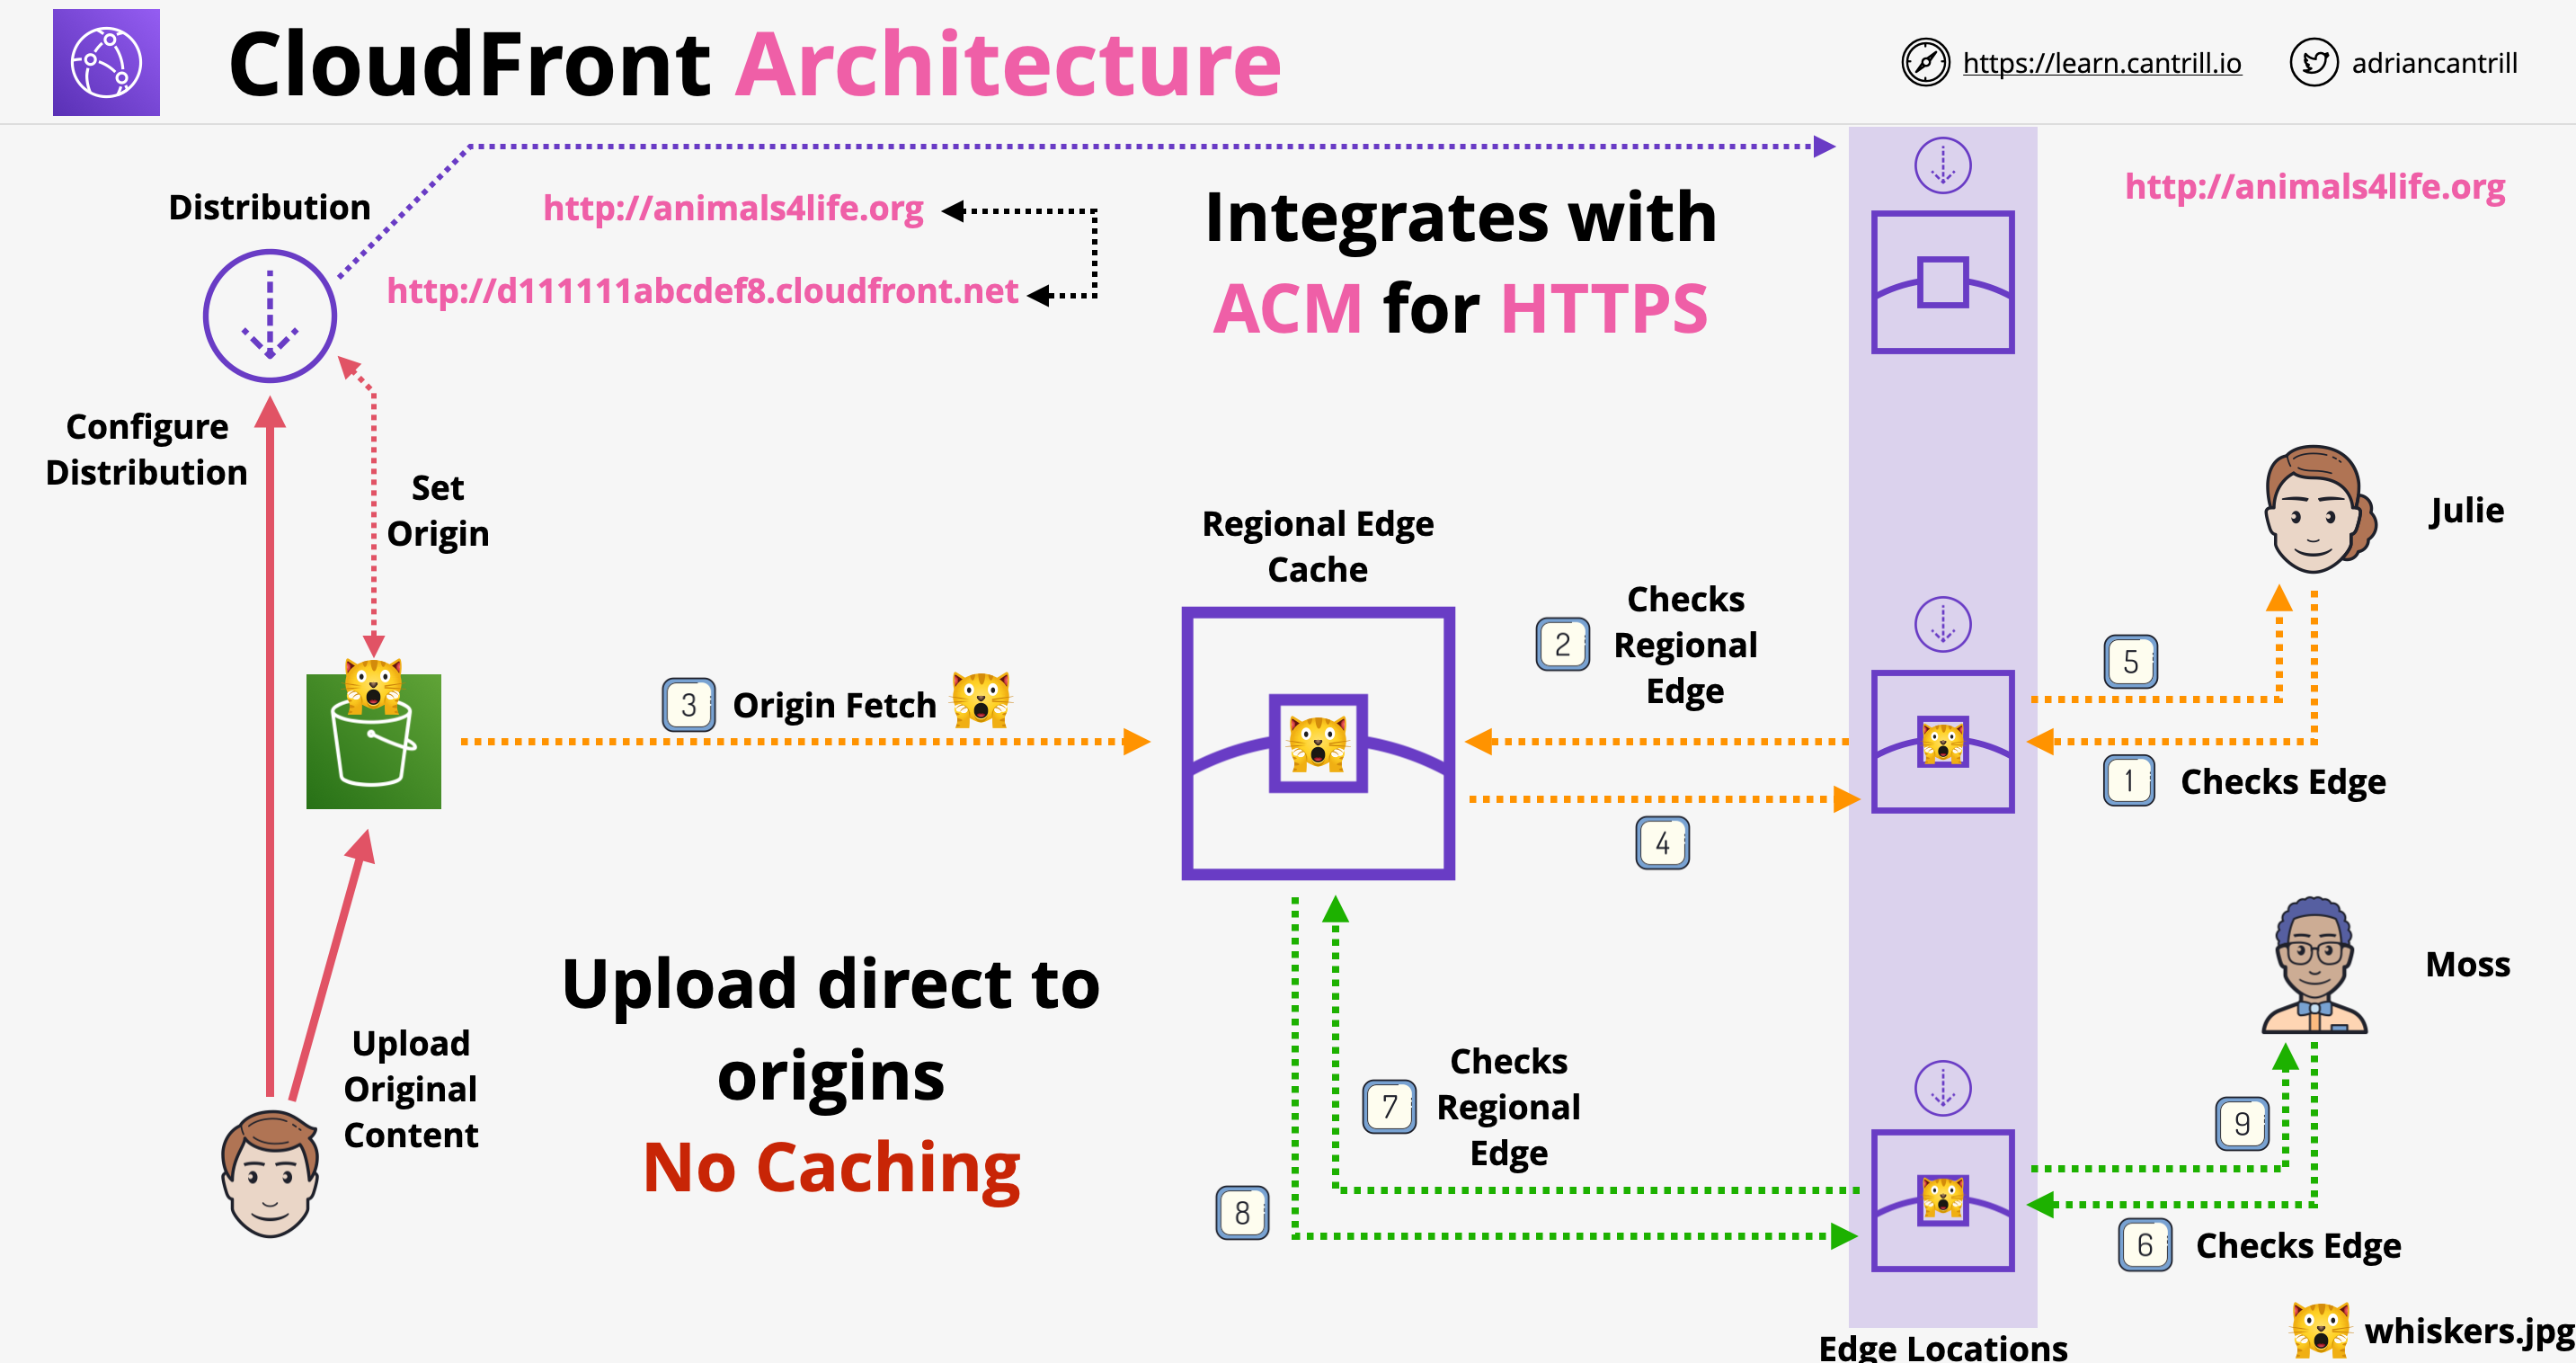 CloudFront Architecture
https://learn.cantrill.io
adriancantrill
Distribution
http://animals4life.org
http://d111111abcdef8.cloudfront.net
Integrates with
ACM for HTTPS
http://animals4life.org
Configure
Distribution
Set
Origin
Regional Edge
Cache
2
Checks
Regional
Edge
Julie
5
3
Origin Fetch
1
Checks Edge
4
Upload direct to
origins
No Caching
Moss
Upload
Original
Content
7
Checks
Regional
Edge
9
8
6
Checks Edge
whiskers.jpg
Edge Locations